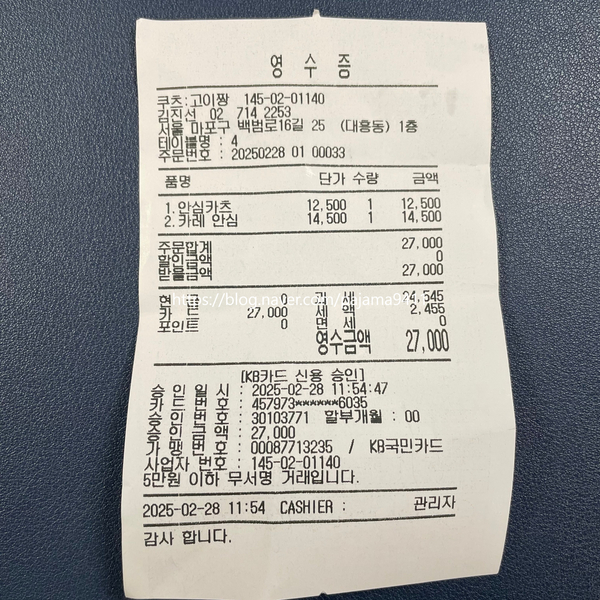 영 수 증
쿠츠:고이짱 145-02-01140
김진선 02 714 2253
서울 마포구 백범로16길 25 (대흥동) 1층
테이블명 : 4
주문번호 : 20250228 01 00033
품명 단가 수량 금액
1.안심카츠 12,500 1 12,500
2.카레 안심 14,500 1 14,500
주문합계 27,000
할인금액 0
받을금액 27,000
현 0 과 세 24,545
카 드 27,000 세 액 2,455
포인트 0 면 세 0
영수금액 27,000
https://blog.naver.com/
[KB카드 신용 승인]
승 인 일 시 : 2025-02-28 11:54:47
카 드 번 호 : 457973******6035
승 인 번 호 : 30103771 할부개월 : 00
승 인 금 액 : 27,000
가 맹 번 호 : 00087713235 / KB국민카드
사업자 번호 : 145-02-01140
5만원 이하 무서명 거래입니다.
2025-02-28 11:54 CASHIER : 관리자
감사 합니다.